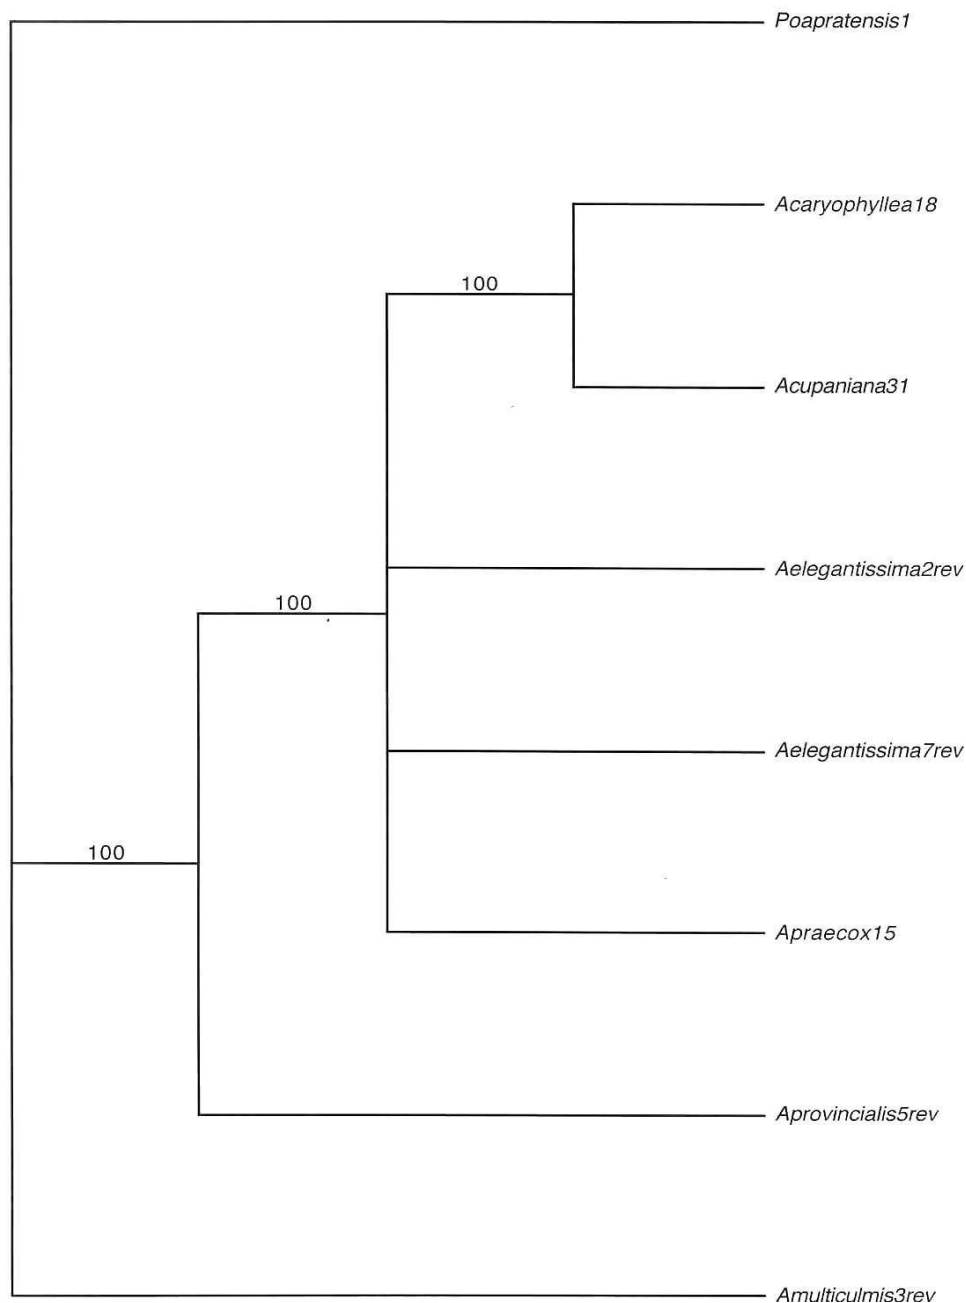 Poapratensis1
Acaryophyllea18
100
Acupaniana31
Aelegantissima2rev
100
Aelegantissima7rev
100
Apraecox15
Aprovincialis5rev
Amulticulmis3rev